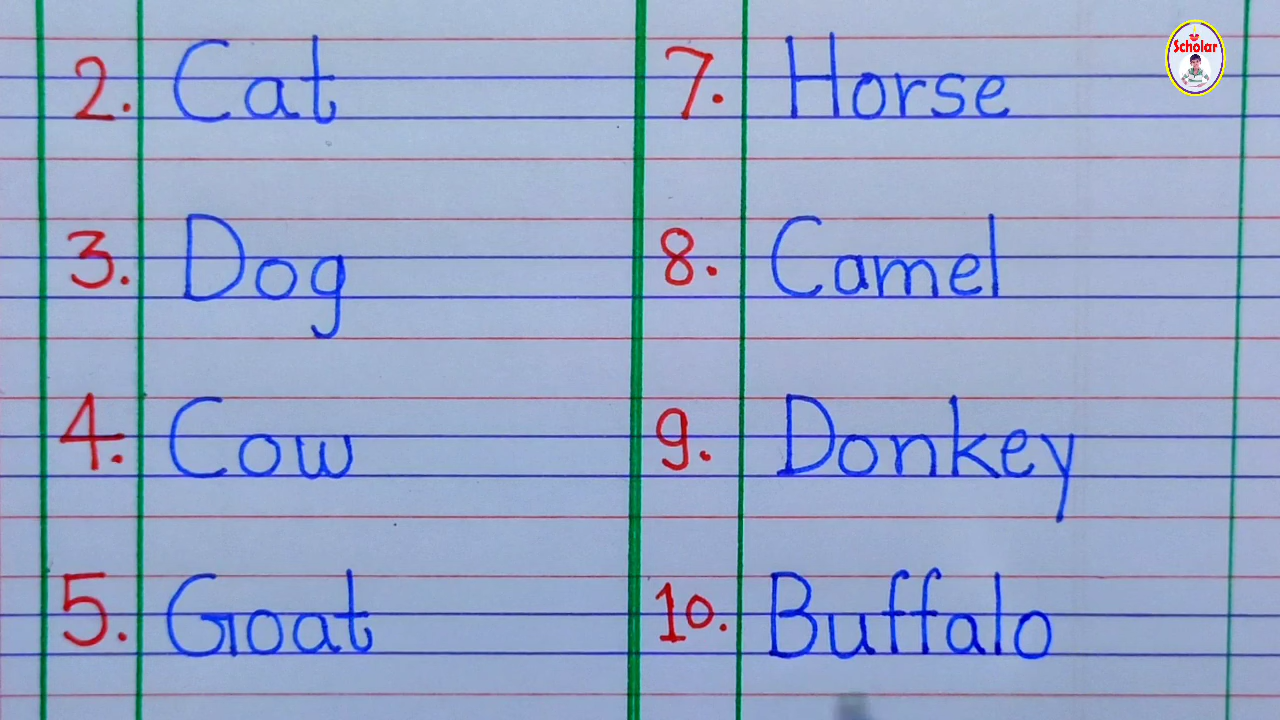 Scholar
2. Cat
3. Dog
4. Cow
5. Goat
7. Horse
8. Camel
9. Donkey
10. Buffalo